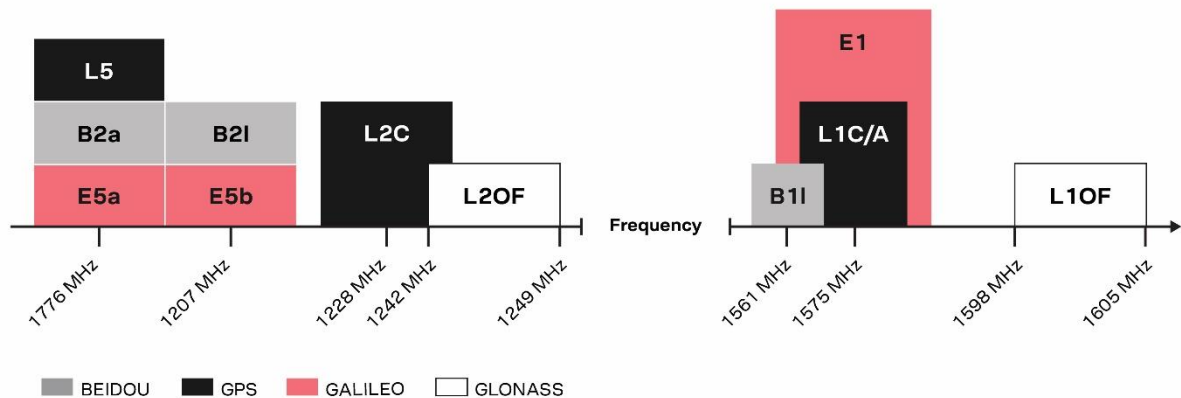 E1
L5
L1C/A
B2a
B2I
L2C
E5a
E5b
L2OF
B1I
L1OF
Frequency
1776 MHz
1207 MHz
1228 MHz
1242 MHz
1249 MHz
1561 MHz
1575 MHz
1598 MHz
1605 MHz
BEIDOU GPS GALILEO GLONASS